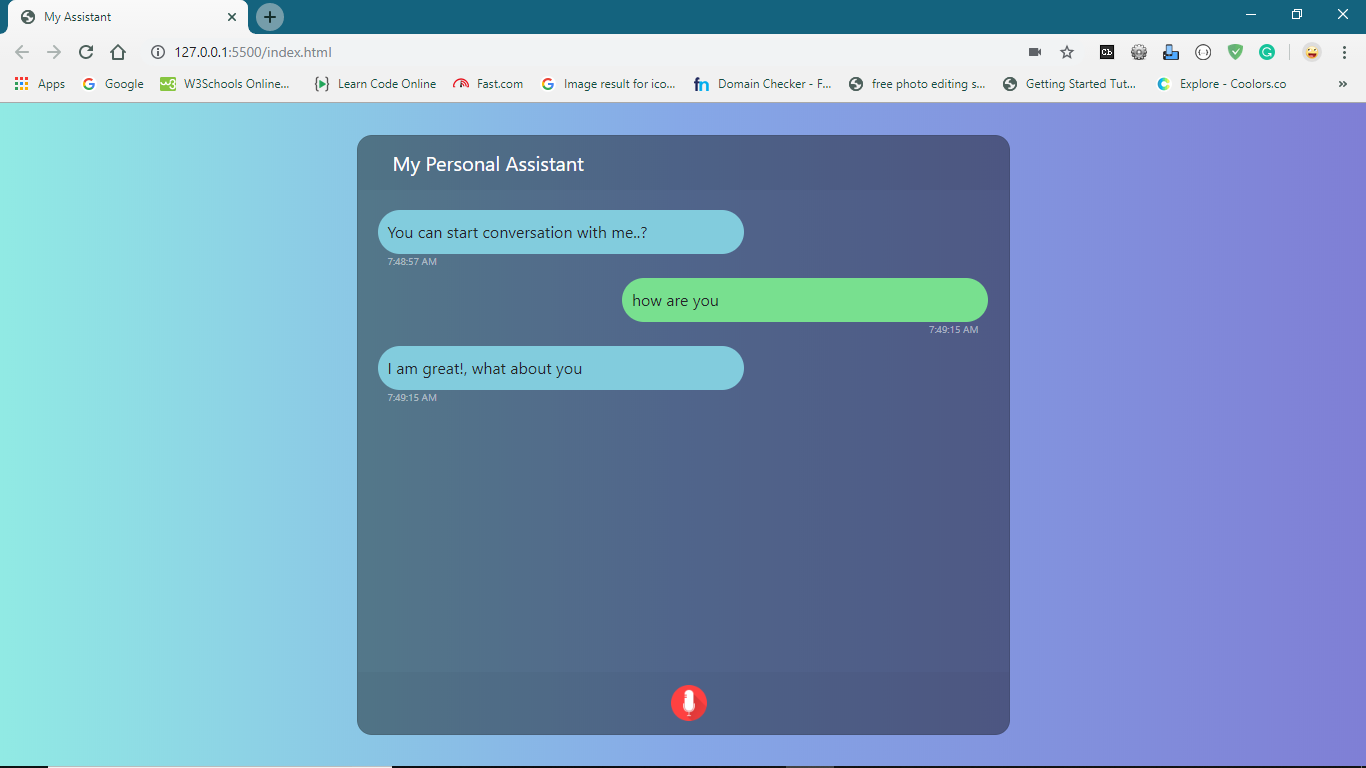 My Assistant
127.0.0.1:5500/index.html
Apps Google W3Schools Online... Learn Code Online Fast.com Image result for ico... Domain Checker - F... free photo editing s... Getting Started Tut... Explore - Coolors.co »
My Personal Assistant
You can start conversation with me..?
7:48:57 AM
how are you
7:49:15 AM
I am great!, what about you
7:49:15 AM